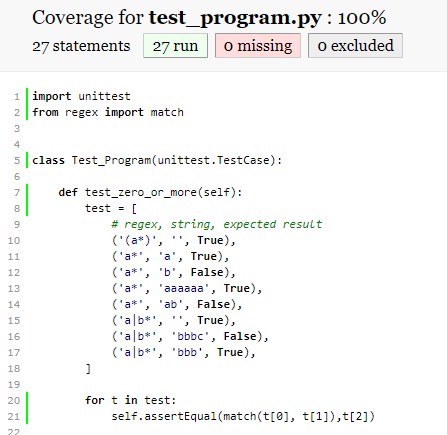 Coverage for test_program.py : 100%
27 statements 27 run 0 missing 0 excluded
1 import unittest
2 from regex import match
3
4
5 class Test_Program(unittest.TestCase):
6
7     def test_zero_or_more(self):
8         test = [
9             # regex, string, expected result
10             ('(a*)', '', True),
11             ('a*', 'a', True),
12             ('a*', 'b', False),
13             ('a*', 'aaaaaa', True),
14             ('a*', 'ab', False),
15             ('a|b*', '', True),
16             ('a|b*', 'bbbc', False),
17             ('a|b*', 'bbb', True),
18         ]
19
20         for t in test:
21             self.assertEqual(match(t[0], t[1]),t[2])
22